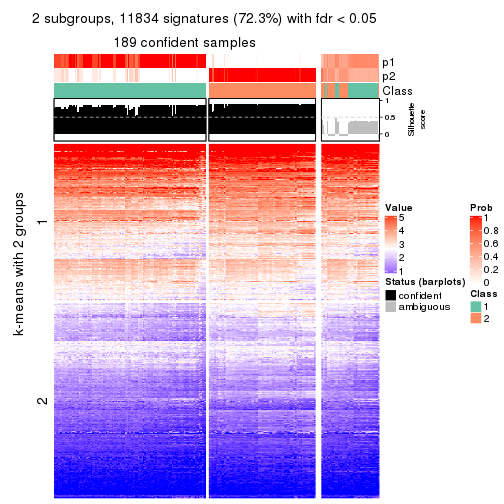 2 subgroups, 11834 signatures (72.3%) with fdr < 0.05
189 confident samples
p1
p2
Class
1
0.5
0
Silhouette
score
k-means with 2 groups
1
2
Value
5
4
3
2
1
Status (barplots)
confident
ambiguous
Prob
1
0.8
0.6
0.4
0.2
0
Class
1
2